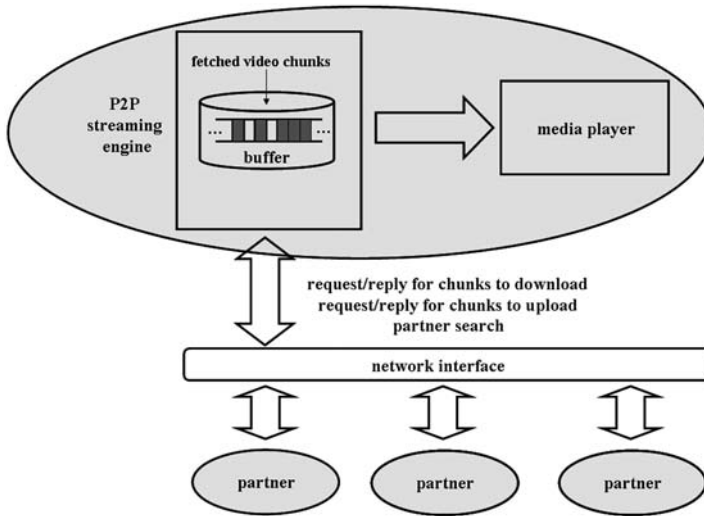 fetched video chunks
P2P
streaming
engine
... ...
buffer
media player
request/reply for chunks to download
request/reply for chunks to upload
partner search
network interface
partner
partner
partner